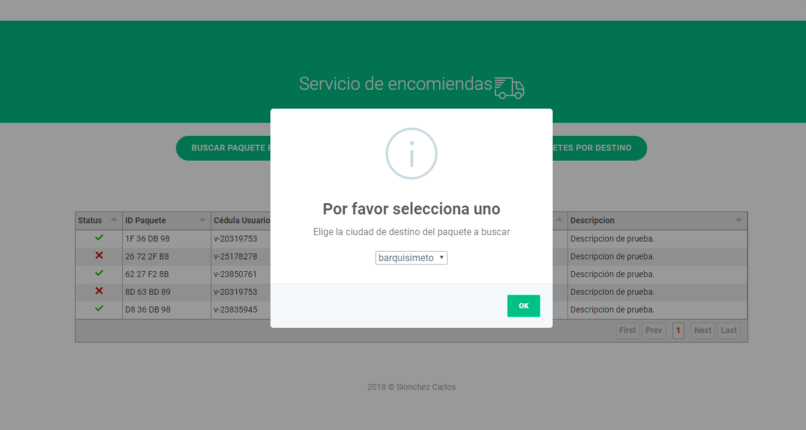 Servicio de encomiendas
BUSCAR PAQUETE
ETES POR DESTINO
i
Por favor selecciona uno
Elige la ciudad de destino del paquete a buscar
barquisimeto
OK
Status ID Paquete Cédula Usuario Descripcion
1F 36 DB 98 v-20319753 Descripcion de prueba.
26 72 2F B8 v-25178278 Descripcion de prueba.
62 27 F2 8B v-23850761 Descripcion de prueba.
8D 63 BD 89 v-20319753 Descripcion de prueba.
D8 36 DB 98 v-23835945 Descripcion de prueba.
First Prev 1 Next Last
2018 © Sionchez Carlos